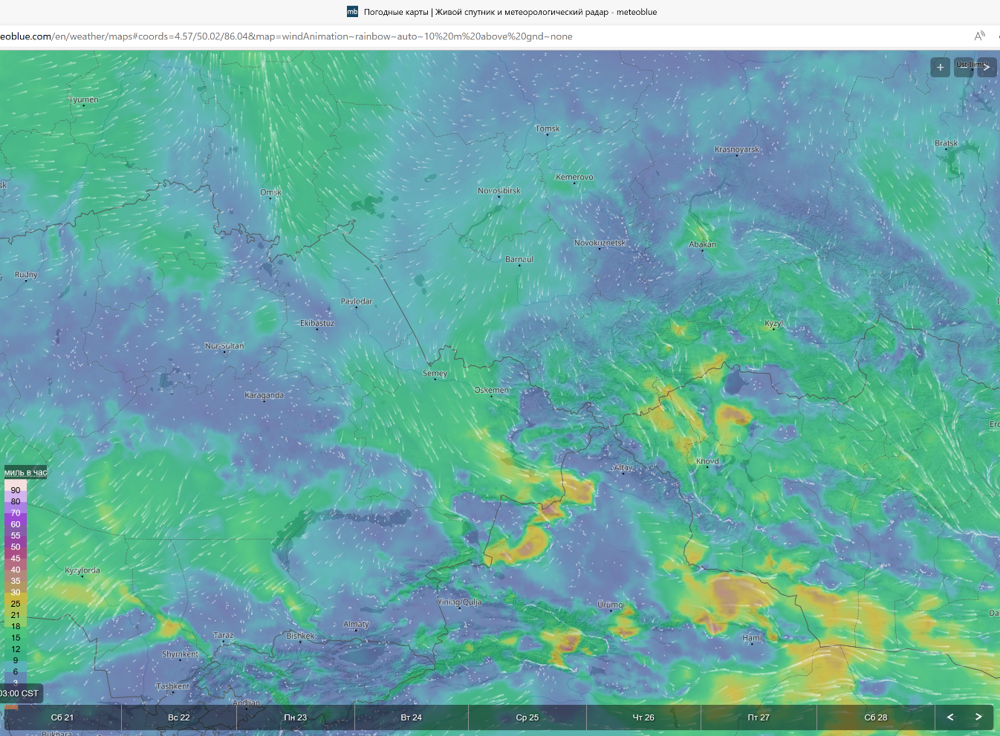 Погодные карты | Живой спутник и метеорологический радар - meteoblue
eoblue.com/en/weather/maps#coords=4.57/50.02/86.04&map=windAnimation~rainbow~auto~10%20m%20above%20gnd~none
+
−
>
Ust-Ilimsk
Tyumen
Tomsk
Bratsk
Krasnoyarsk
Kemerovo
sk
Omsk
Novosibirsk
Novokuznetsk
Abakan
Barnaul
Rudny
Pavlodar
Ekibastuz
Kyzyl
Nur-Sultan
Semey
Oskemen
Karaganda
Khovd
Altay
миль в час
90
80
70
60
55
50
45
40
35
30
25
21
18
15
12
9
6
3
Kyzylorda
Yining/Qulja
Ürümqi
Da
Almaty
Taraz
Bishkek
Hami
Shymkent
Tashkent
03:00 CST
Andijan
Сб 21
Вс 22
Пн 23
Вт 24
Ср 25
Чт 26
Пт 27
Сб 28
<
>
Bukhara